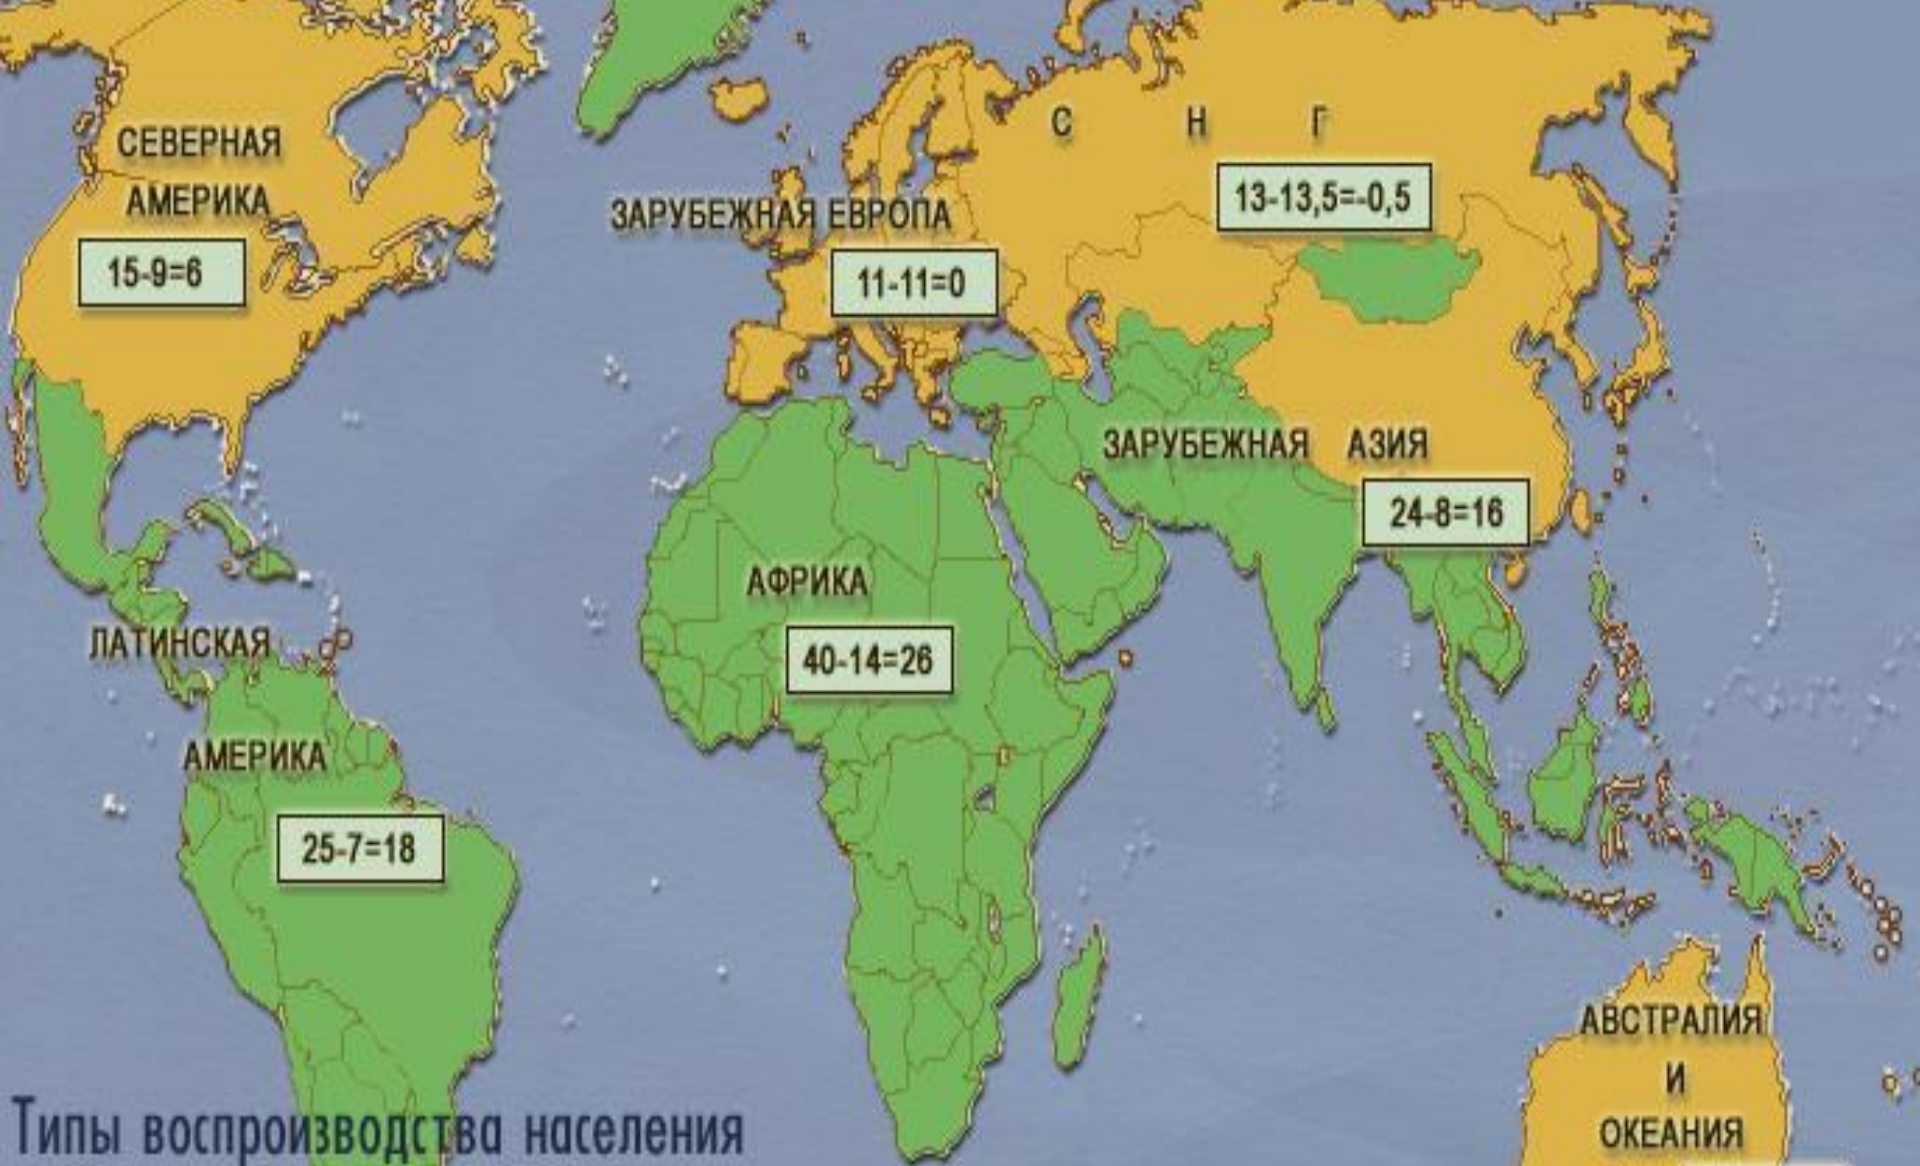 С Н Г
СЕВЕРНАЯ
АМЕРИКА
13-13,5=-0,5
ЗАРУБЕЖНАЯ ЕВРОПА
15-9=6
11-11=0
ЗАРУБЕЖНАЯ АЗИЯ
24-8=16
АФРИКА
40-14=26
ЛАТИНСКАЯ
АМЕРИКА
25-7=18
АВСТРАЛИЯ
И
ОКЕАНИЯ
Типы воспроизводства населения